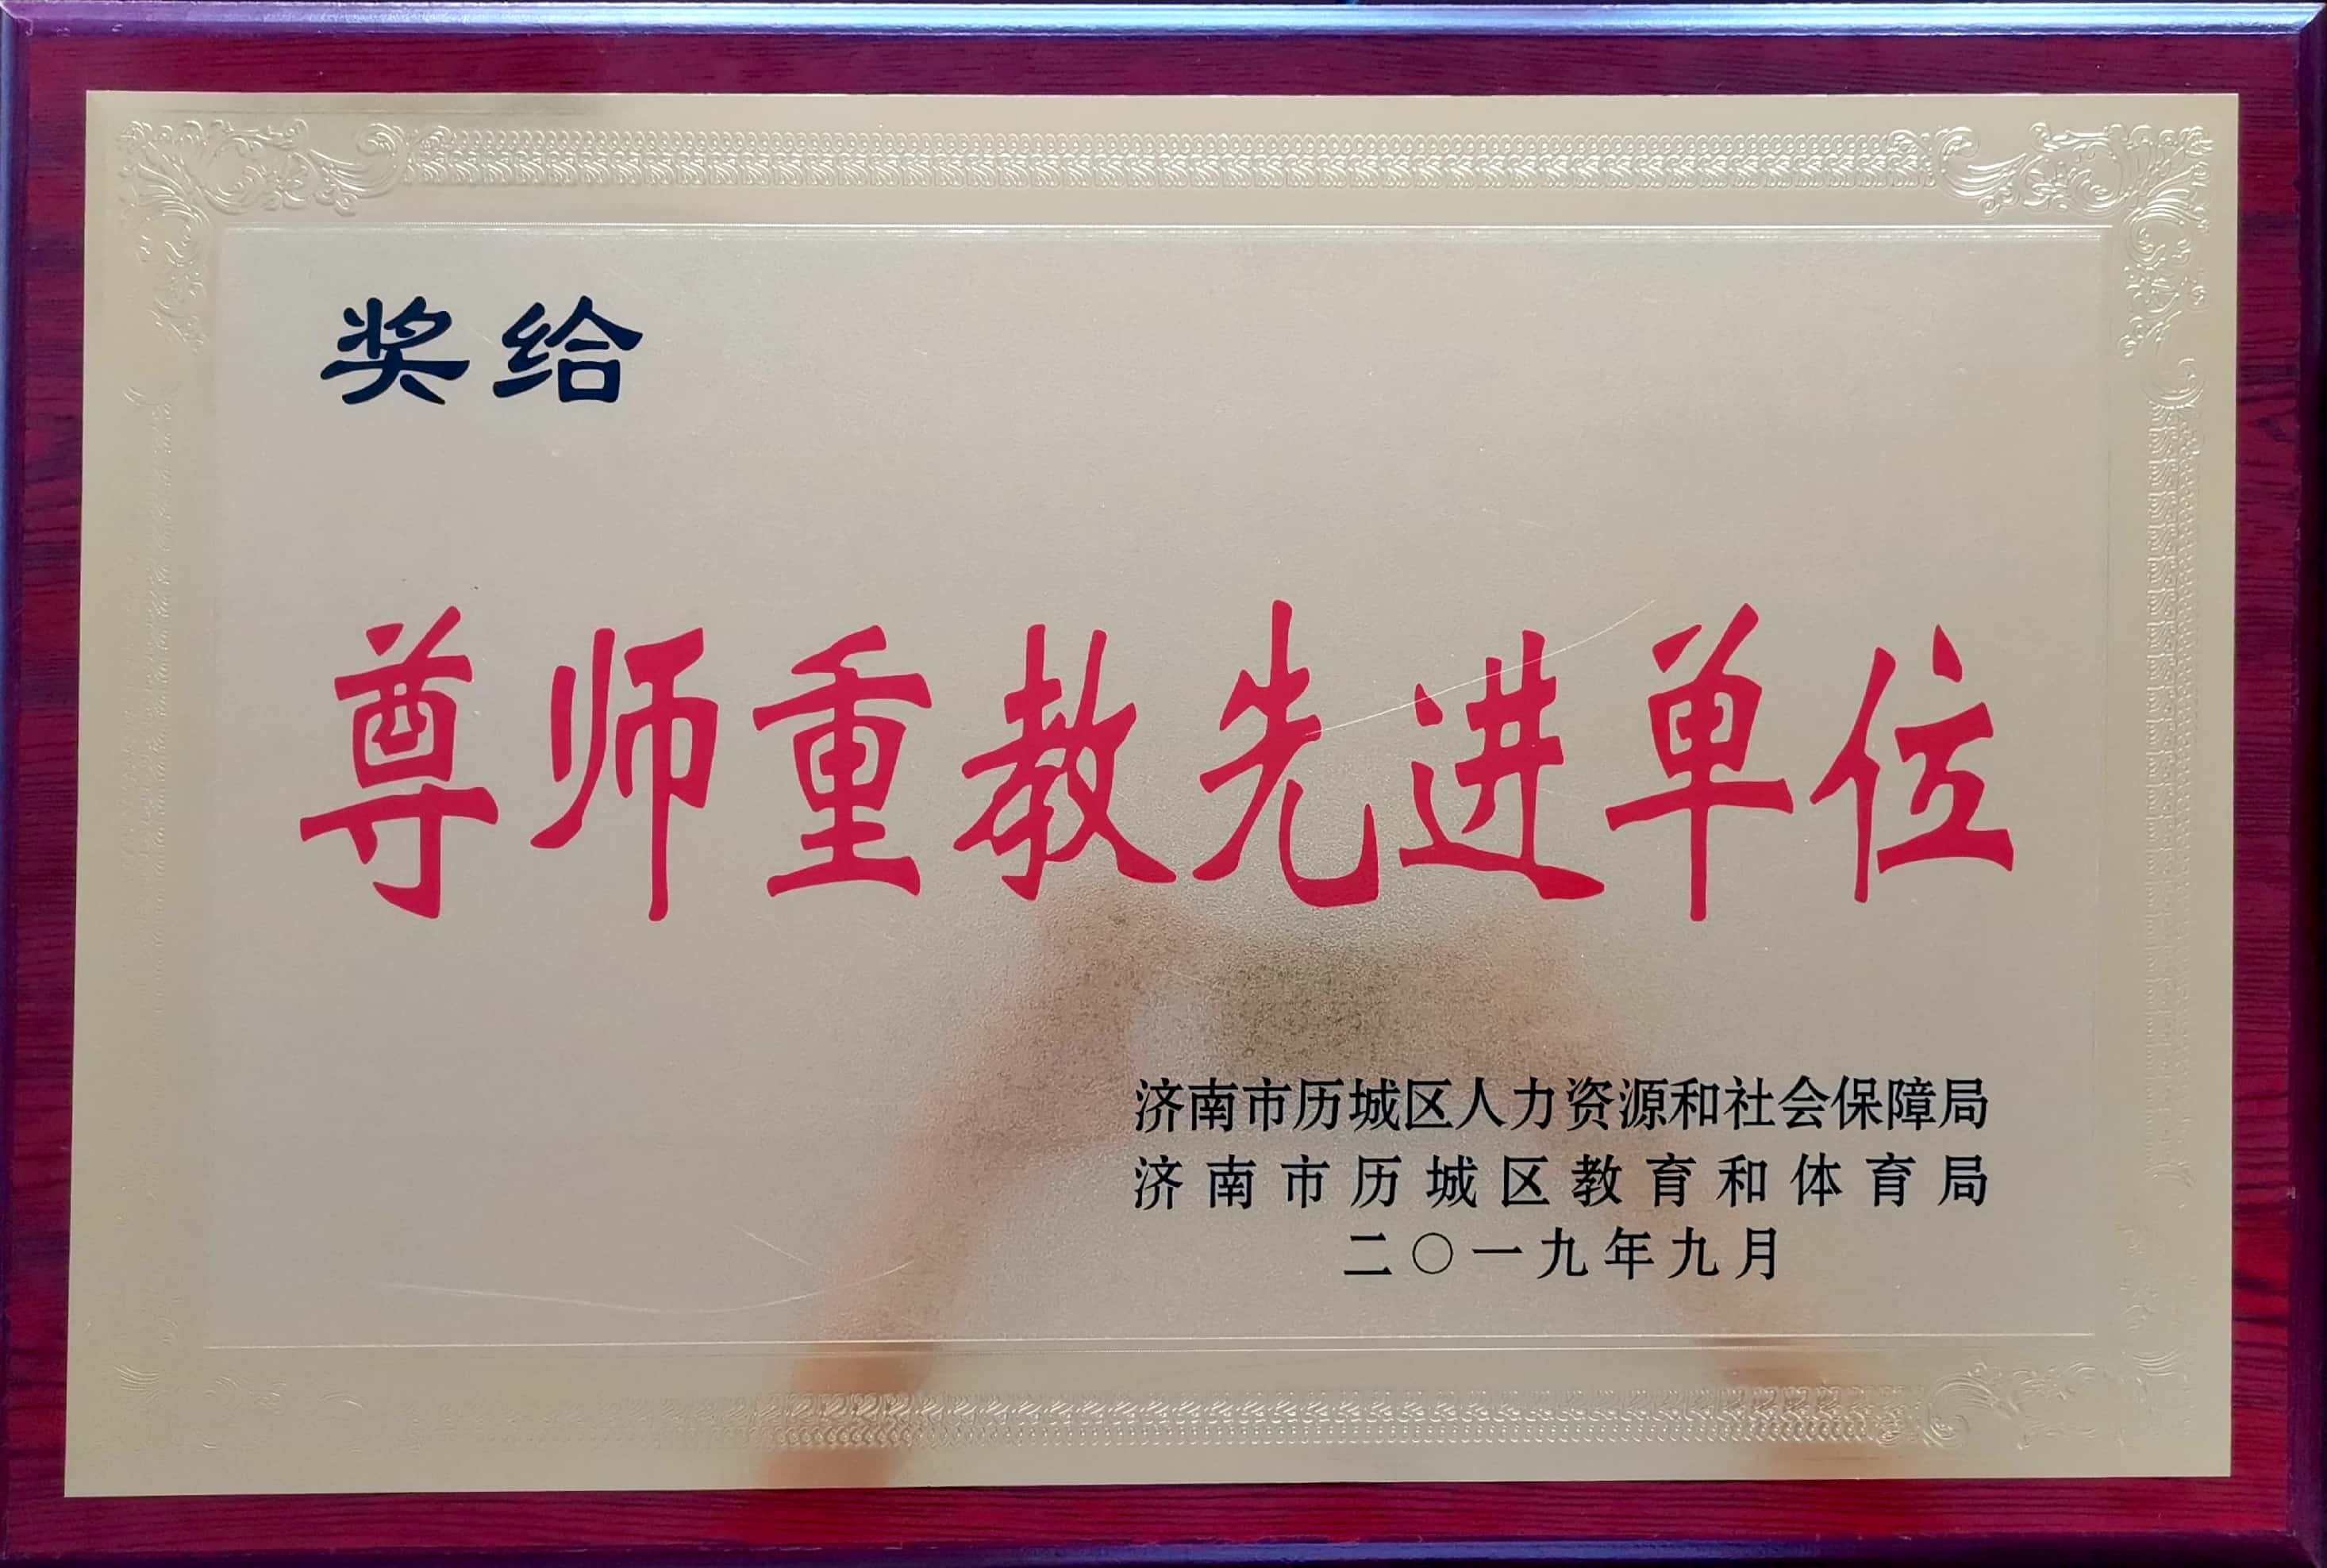 奖给
尊师重教先进单位
济南市历城区人力资源和社会保障局
济南市历城区教育和体育局
二〇一九年九月